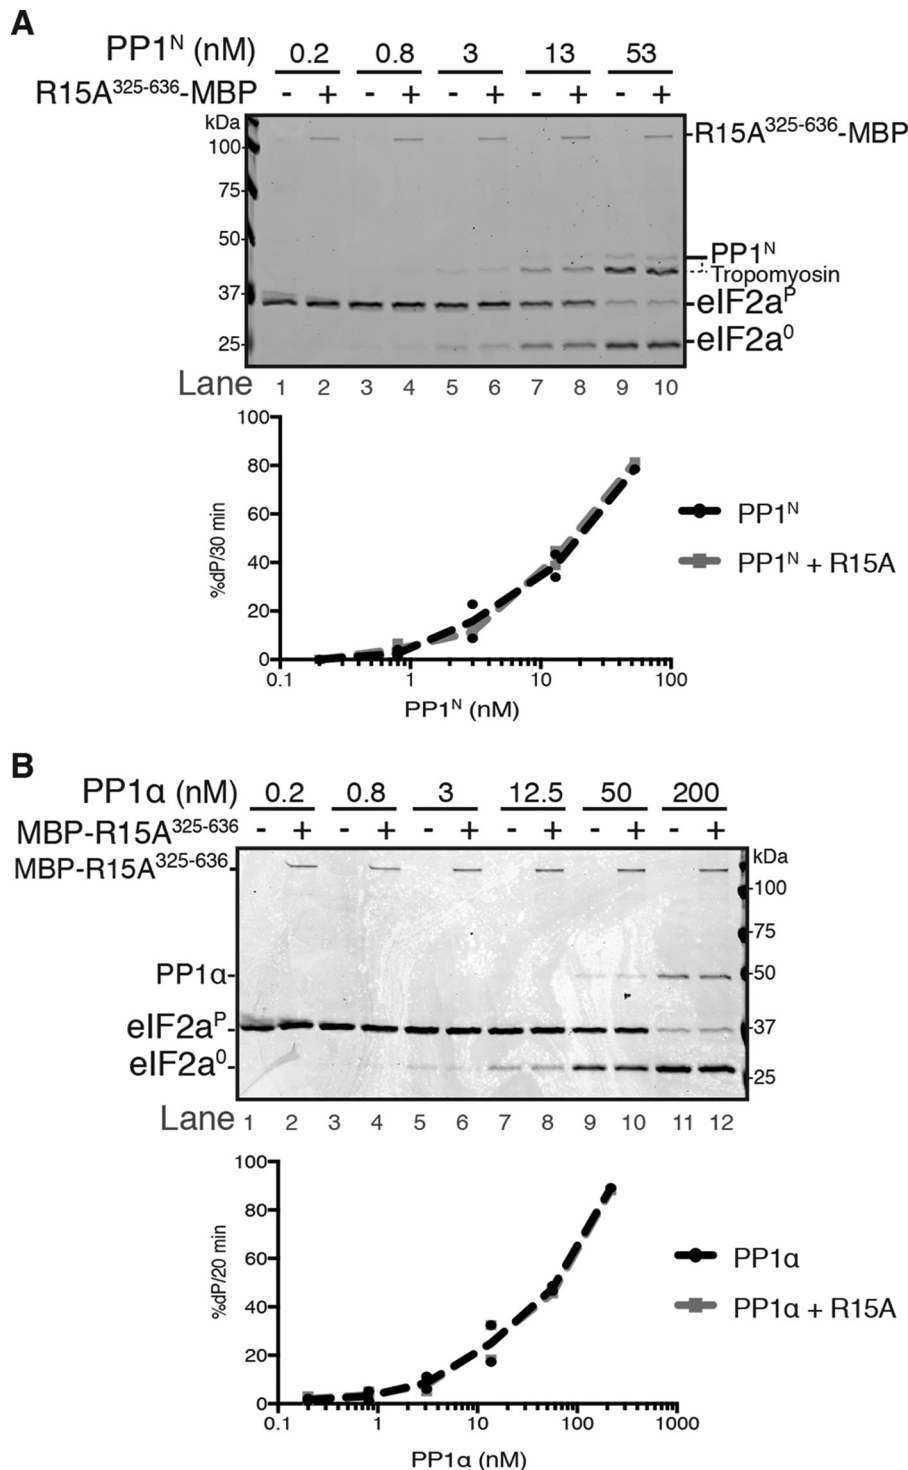 A
PP1ᴺ (nM) 0.2 0.8 3 13 53
R15A³²⁵⁻⁶³⁶-MBP - + - + - + - + - +
kDa
100
75
50
37
25
R15A³²⁵⁻⁶³⁶-MBP
PP1ᴺ
Tropomyosin
eIF2aᴾ
eIF2a⁰
Lane 1 2 3 4 5 6 7 8 9 10
100
80
60
40
20
0
%dP/30 min
0.1 1 10 100
PP1ᴺ (nM)
PP1ᴺ
PP1ᴺ + R15A
B
PP1α (nM) 0.2 0.8 3 12.5 50 200
MBP-R15A³²⁵⁻⁶³⁶ - + - + - + - + - + - +
MBP-R15A³²⁵⁻⁶³⁶
PP1α
eIF2aᴾ
eIF2a⁰
kDa
100
75
50
37
25
Lane 1 2 3 4 5 6 7 8 9 10 11 12
100
80
60
40
20
0
%dP/20 min
0.1 1 10 100 1000
PP1α (nM)
PP1α
PP1α + R15A